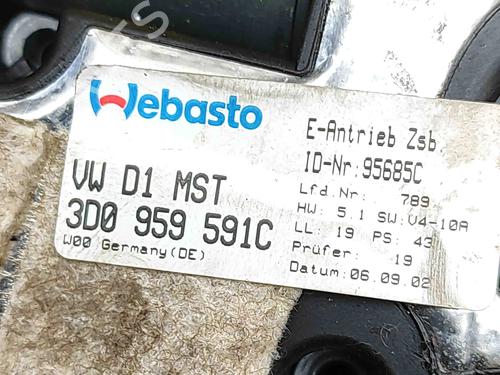 Webasto
VW D1 MST
3D0 959 591C
W00 Germany(DE)
E-Antrieb Zsb.
ID-Nr:95685C
Lfd.Nr: 789
HW: 5.1 SW:V4-10A
LL: 19 PS: 43
Prüfer: 19
Datum:06.09.02